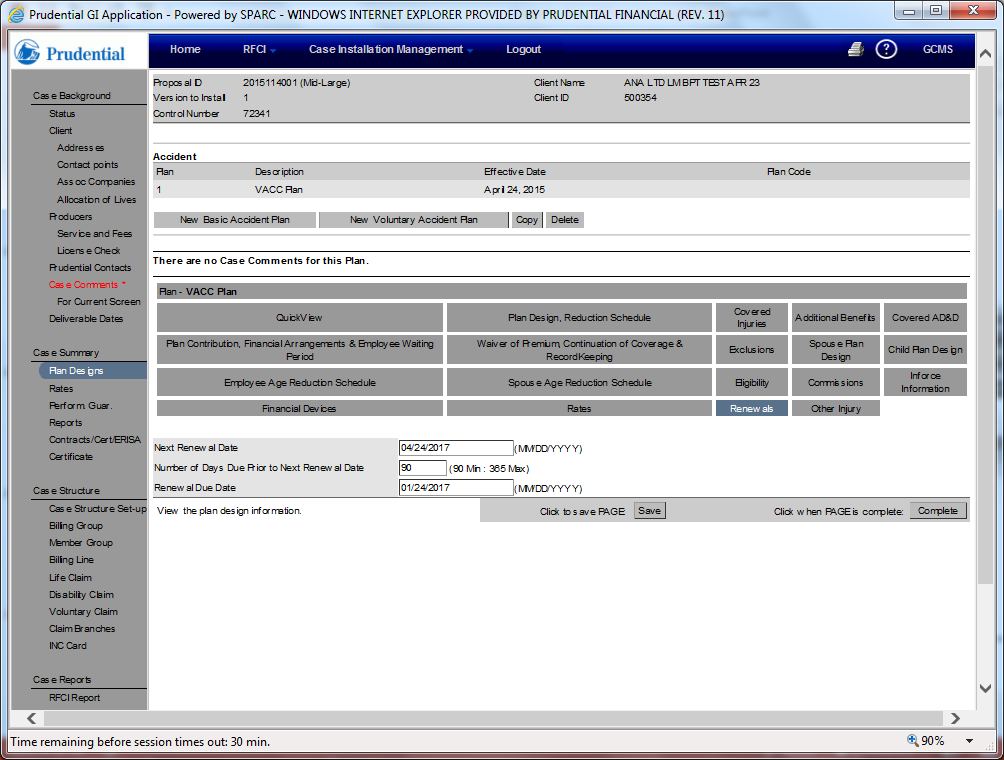 Prudential GI Application - Powered by SPARC - WINDOWS INTERNET EXPLORER PROVIDED BY PRUDENTIAL FINANCIAL (REV. 11)
Prudential
Home RFCI Case Installation Management Logout ? GCMS
Proposal ID 2015114001 (Mid-Large) Client Name ANA LTD LM BPT TEST APR 23
Version to Install 1 Client ID 500354
Control Number 72341
Case Background
Status
Client
Addresses
Contact points
Assoc Companies
Allocation of Lives
Producers
Service and Fees
License Check
Prudential Contacts
Case Comments *
For Current Screen
Deliverable Dates
Case Summary
Plan Designs
Rates
Perform. Guar.
Reports
Contracts/Cert/ERISA
Certificate
Case Structure
Case Structure Set-up
Billing Group
Member Group
Billing Line
Life Claim
Disability Claim
Voluntary Claim
Claim Branches
INC Card
Case Reports
RFCI Report
Accident
Plan Description Effective Date Plan Code
1 VACC Plan April 24, 2015
New Basic Accident Plan New Voluntary Accident Plan Copy Delete
There are no Case Comments for this Plan.
Plan - VACC Plan
QuickView Plan Design, Reduction Schedule Covered Injuries Additional Benefits Covered AD&D
Plan Contribution, Financial Arrangements & Employee Waiting Period Waiver of Premium, Continuation of Coverage & RecordKeeping Exclusions Spouse Plan Design Child Plan Design
Employee Age Reduction Schedule Spouse Age Reduction Schedule Eligibility Commissions Inforce Information
Financial Devices Rates Renewals Other Injury
Next Renewal Date 04/24/2017 (MM/DD/YYYY)
Number of Days Due Prior to Next Renewal Date 90 (90 Min : 365 Max)
Renewal Due Date 01/24/2017 (MM/DD/YYYY)
View the plan design information. Click to save PAGE Save Click when PAGE is complete: Complete
Time remaining before session times out: 30 min. 90%